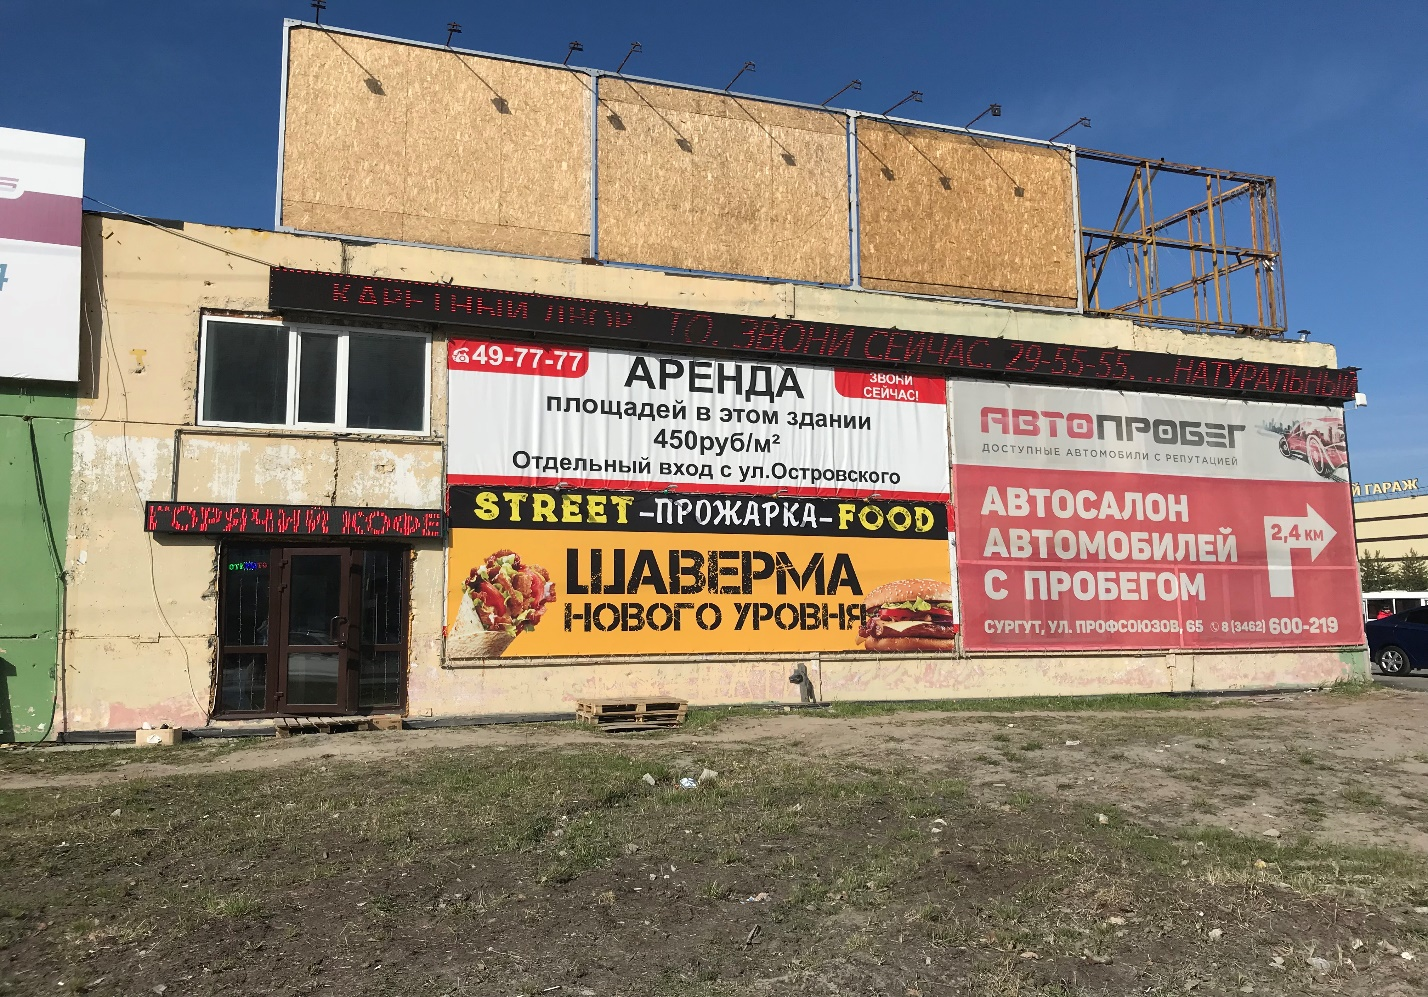 КАРЕТНЫЙ ДВОР ТО. ЗВОНИ СЕЙЧАС. 29-55-55. ...НАТУРАЛЬНЫЙ
49-77-77
АРЕНДА
ЗВОНИ
СЕЙЧАС!
площадей в этом здании
450руб/м²
Отдельный вход с ул.Островского
STREET-ПРОЖАРКА-FOOD
ШАВЕРМА
НОВОГО УРОВНЯ
ГОРЯЧИЙ КОФЕ
АВТОПРОБЕГ
ДОСТУПНЫЕ АВТОМОБИЛИ С РЕПУТАЦИЕЙ
АВТОСАЛОН
АВТОМОБИЛЕЙ
С ПРОБЕГОМ
2,4 КМ
СУРГУТ, УЛ. ПРОФСОЮЗОВ, 65 8 (3462) 600-219
Й ГАРАЖ